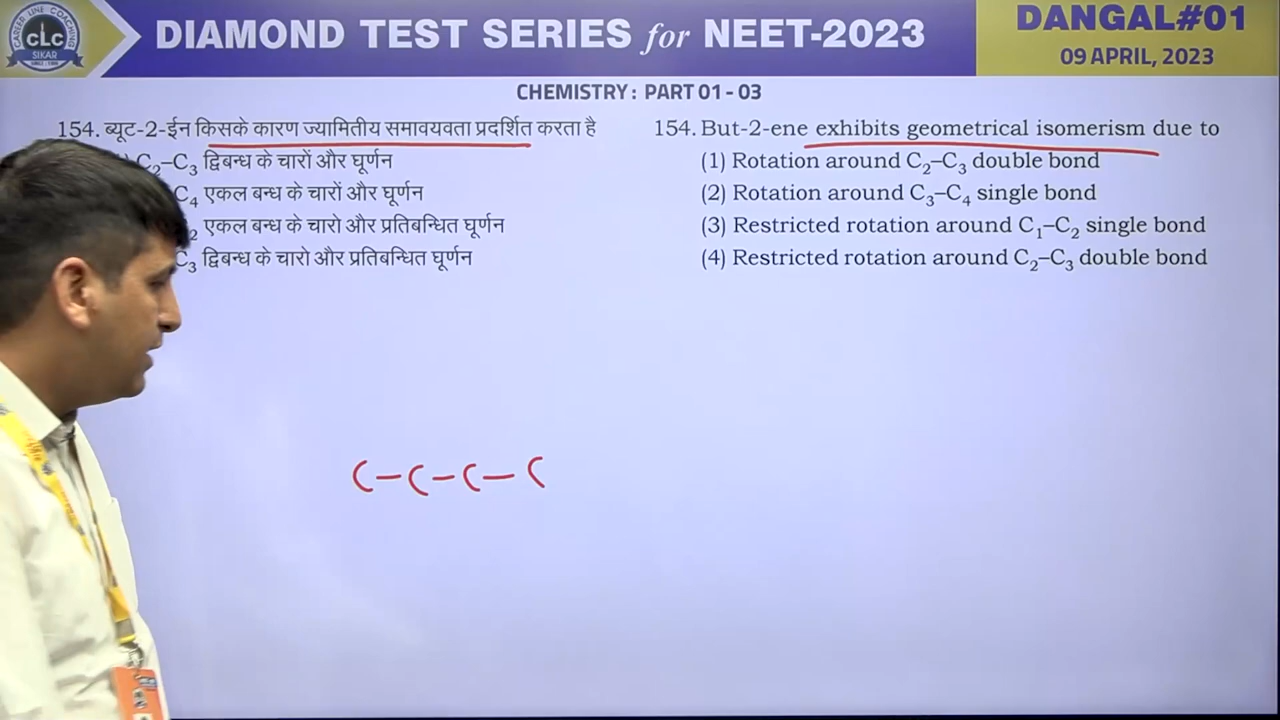 CAREER LINE COACHING
CLC
SIKAR
DIAMOND TEST SERIES for NEET-2023
DANGAL#01
09 APRIL, 2023
CHEMISTRY : PART 01 - 03
154. ब्यूट-2-ईन किसके कारण ज्यामितीय समावयवता प्रदर्शित करता है
C₂–C₃ द्विबन्ध के चारों और घूर्णन
C₄ एकल बन्ध के चारों और घूर्णन
₂ एकल बन्ध के चारो और प्रतिबन्धित घूर्णन
C₃ द्विबन्ध के चारो और प्रतिबन्धित घूर्णन
154. But-2-ene exhibits geometrical isomerism due to
(1) Rotation around C₂–C₃ double bond
(2) Rotation around C₃–C₄ single bond
(3) Restricted rotation around C₁–C₂ single bond
(4) Restricted rotation around C₂–C₃ double bond
C–C–C–C